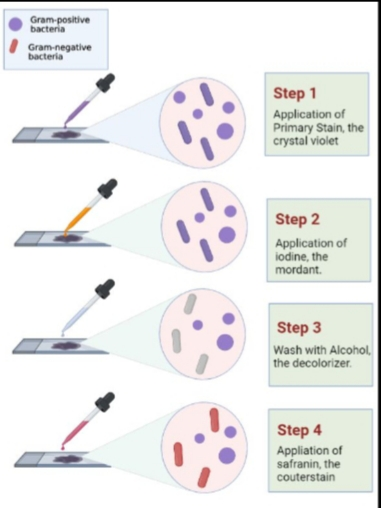 Gram-positive
bacteria
Gram-negative
bacteria
Step 1
Application of
Primary Stain, the
crystal violet
Step 2
Application of
iodine, the
mordant.
Step 3
Wash with Alcohol,
the decolorizer.
Step 4
Appliation of
safranin, the
couterstain